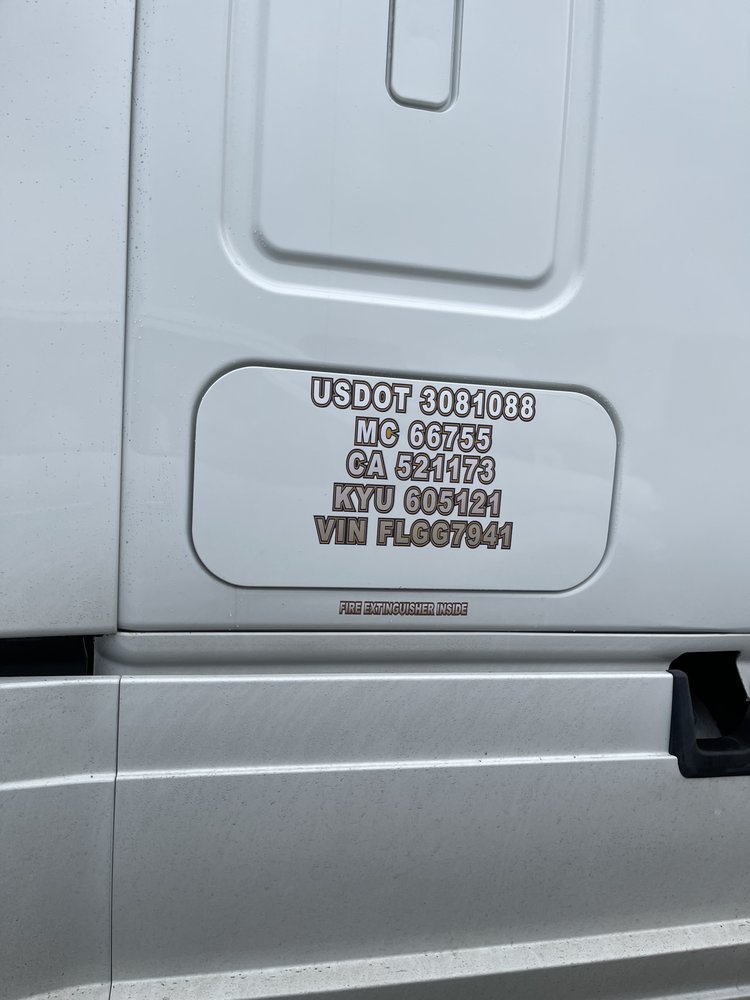 USDOT 3081088
MC 66755
CA 521173
KYU 605121
VIN FLGG7941
FIRE EXTINGUISHER INSIDE